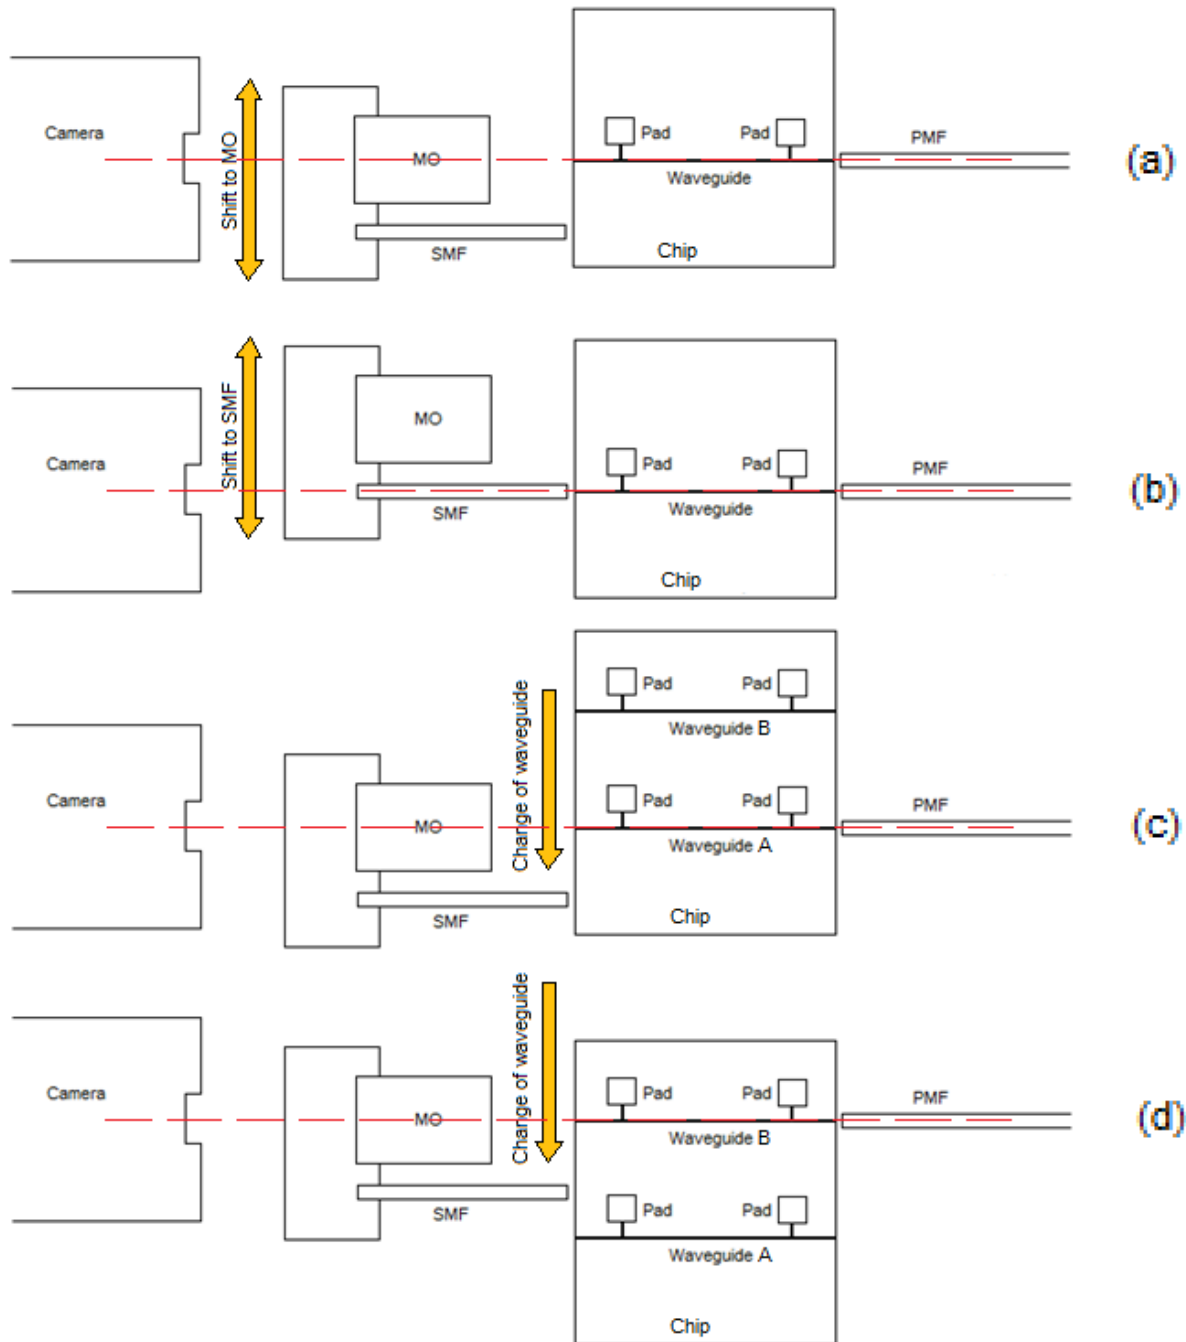 Camera
Shift to MO
MO
SMF
Pad
Pad
Waveguide
Chip
PMF
(a)
Camera
Shift to SMF
MO
SMF
Pad
Pad
Waveguide
Chip
PMF
(b)
Camera
MO
SMF
Change of waveguide
Pad
Pad
Waveguide B
Pad
Pad
Waveguide A
Chip
PMF
(c)
Camera
MO
SMF
Change of waveguide
Pad
Pad
Waveguide B
Pad
Pad
Waveguide A
Chip
PMF
(d)